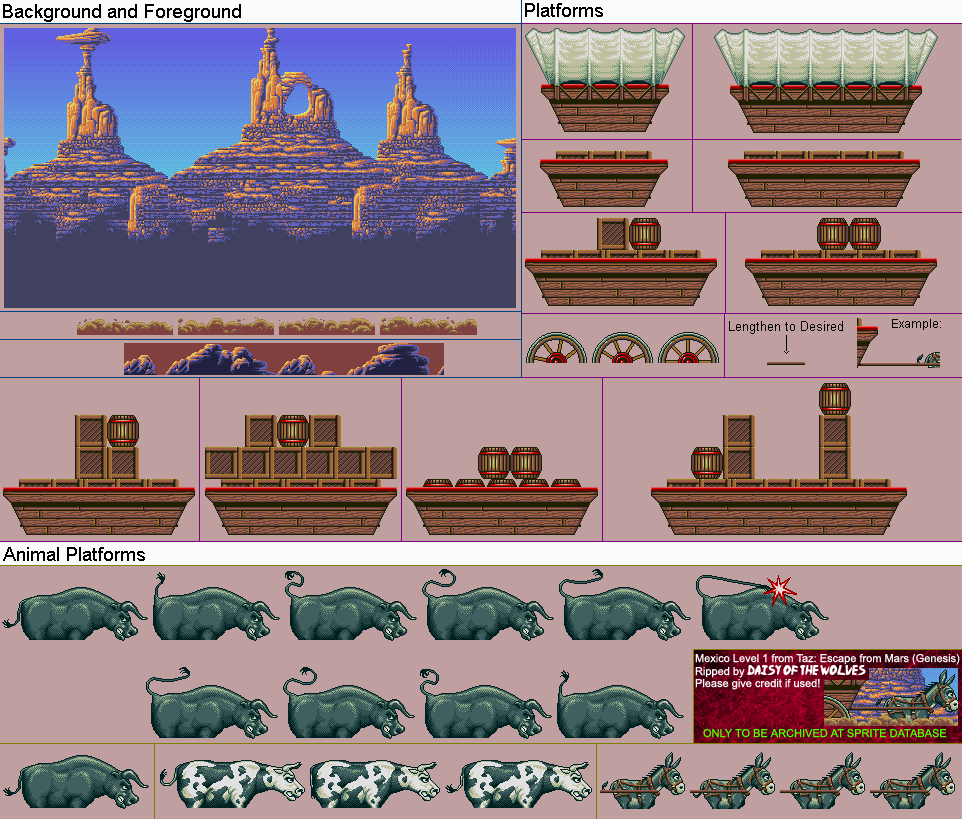 Background and Foreground
Platforms
Lengthen to Desired
Example:
Animal Platforms
Mexico Level 1 from Taz: Escape from Mars (Genesis)
Ripped by DAISY OF THE WOLVES
Please give credit if used!
ONLY TO BE ARCHIVED AT SPRITE DATABASE